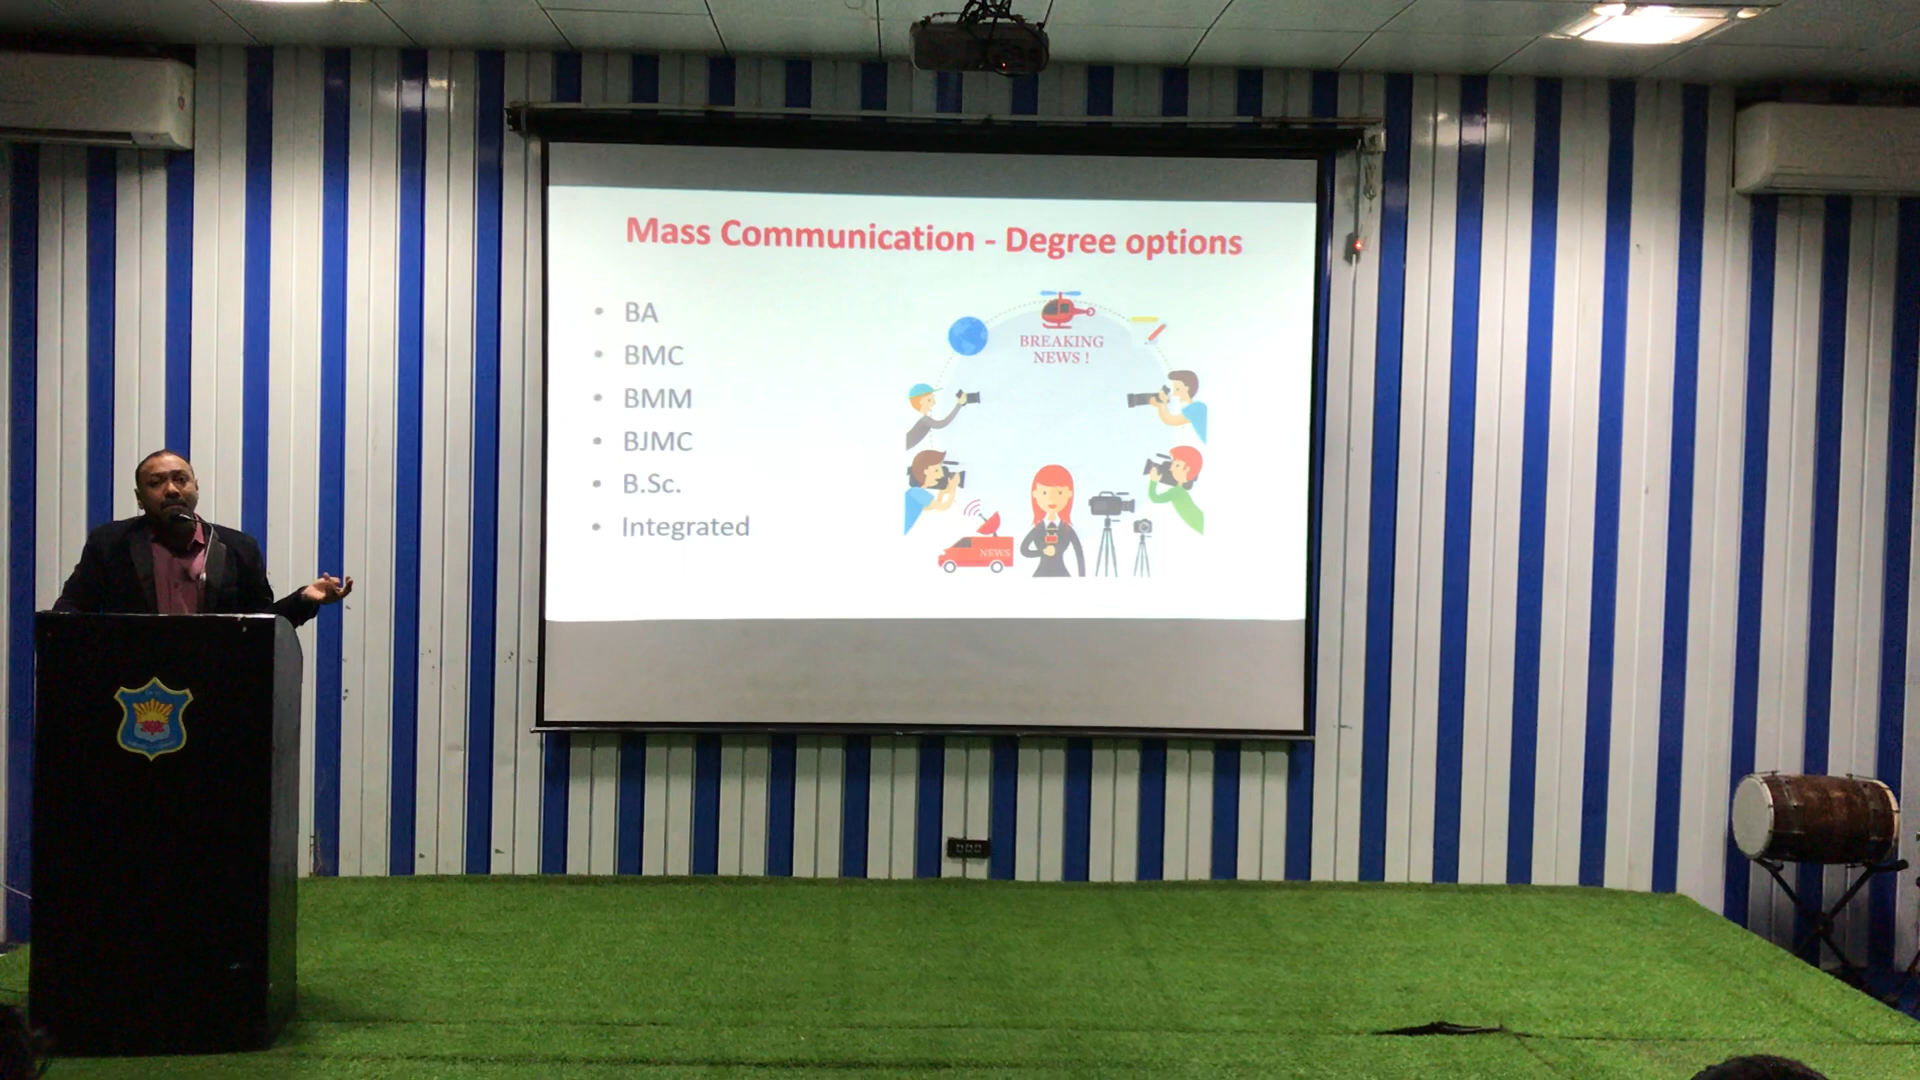 Mass Communication - Degree options
• BA
• BMC
• BMM
• BJMC
• B.Sc.
• Integrated
BREAKING
NEWS !
NEWS